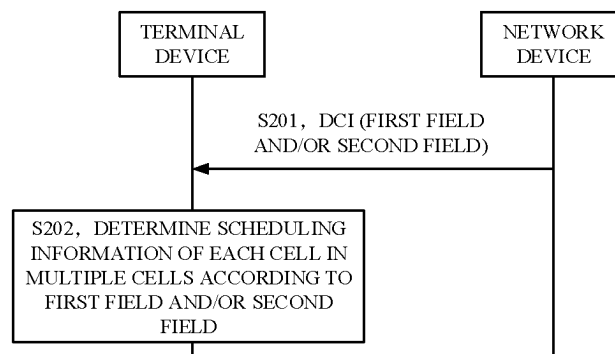 TERMINAL
DEVICE
NETWORK
DEVICE
S201, DCI (FIRST FIELD
AND/OR SECOND FIELD)
S202, DETERMINE SCHEDULING
INFORMATION OF EACH CELL IN
MULTIPLE CELLS ACCORDING TO
FIRST FIELD AND/OR SECOND
FIELD